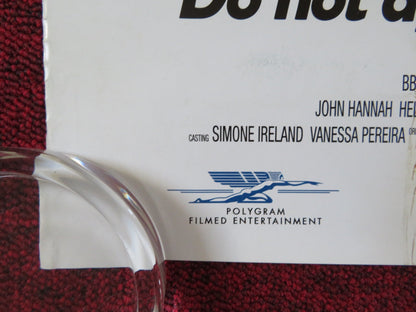 Do not
BB
JOHN HANNAH HEL
CASTING SIMONE IRELAND VANESSA PEREIRA
POLYGRAM
FILMED ENTERTAINMENT